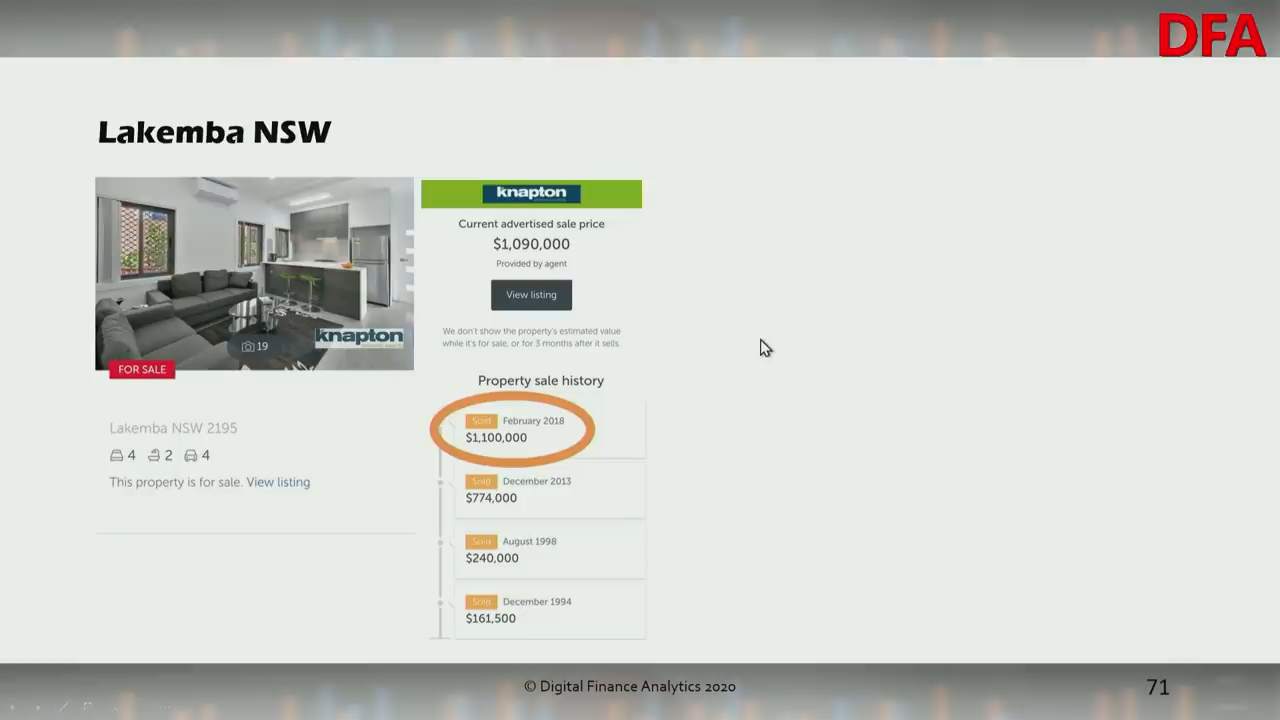 DFA
Lakemba NSW
knapton
19
FOR SALE
Lakemba NSW 2195
4 2 4
This property is for sale. View listing
knapton
Current advertised sale price
$1,090,000
Provided by agent
View listing
We don't show the property's estimated value
while it's for sale, or for 3 months after it sells.
Property sale history
Sold February 2018
$1,100,000
Sold December 2013
$774,000
Sold August 1998
$240,000
Sold December 1994
$161,500
© Digital Finance Analytics 2020
71